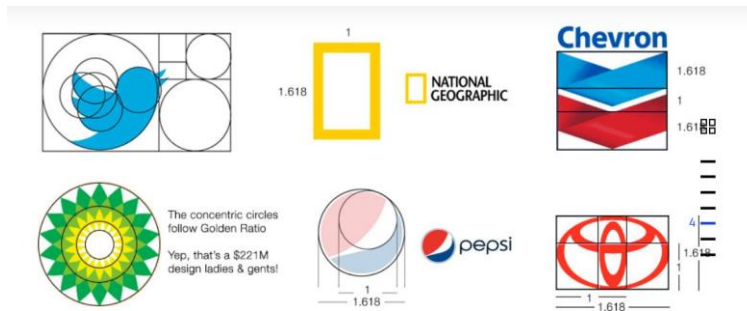 1
1.618
NATIONAL
GEOGRAPHIC
Chevron
1.618
1
1.618
The concentric circles
follow Golden Ratio
Yep, that's a $221M
design ladies & gents!
pepsi
1
1.618
4
1.618
1
1
1.618